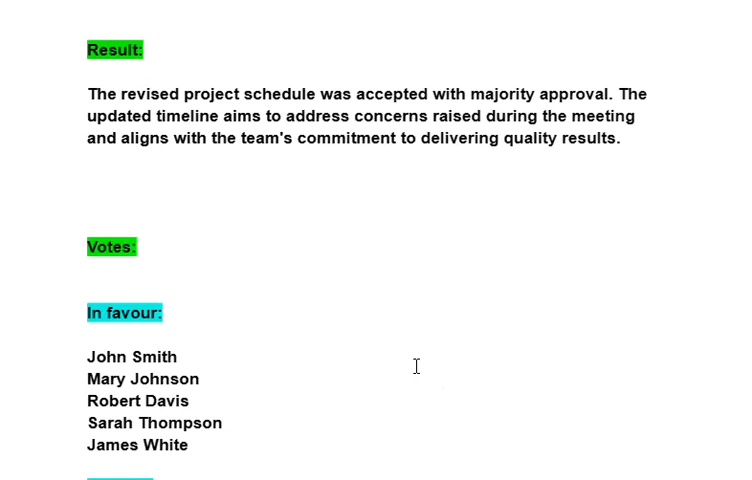 Result:
The revised project schedule was accepted with majority approval. The
updated timeline aims to address concerns raised during the meeting
and aligns with the team's commitment to delivering quality results.
Votes:
In favour:
John Smith
Mary Johnson
Robert Davis
Sarah Thompson
James White